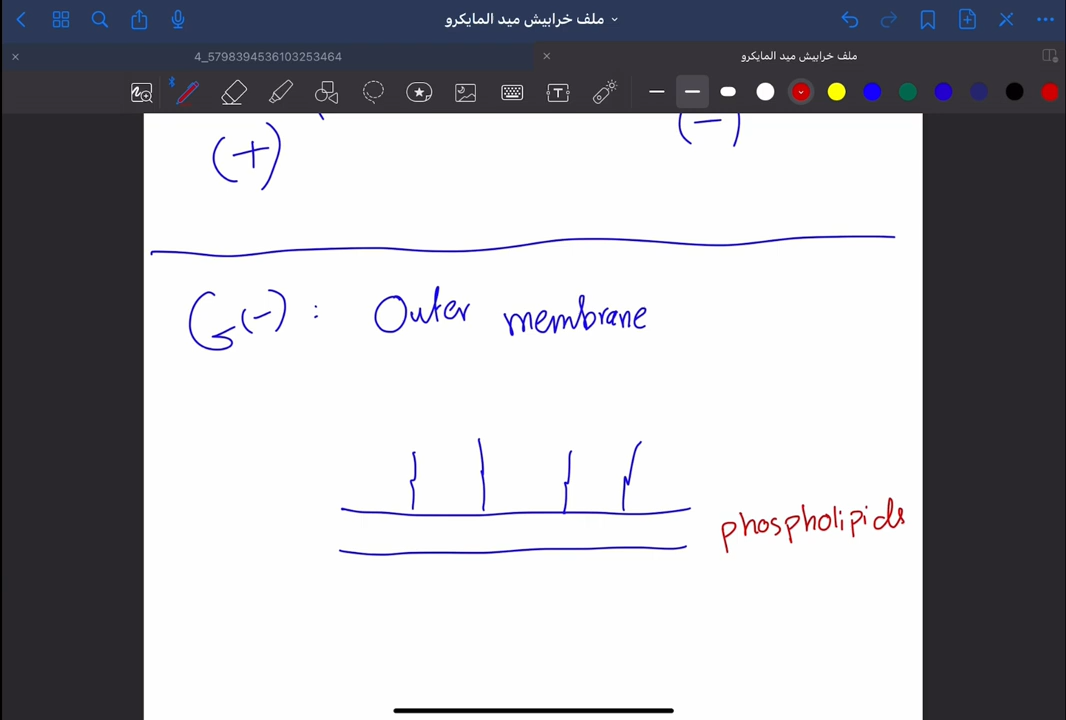 ملف خرابيش ميد المايكرو
4_5798394536103253464
ملف خرابيش ميد المايكرو
(+)
(-)
G(-) : Outer membrane
phospholipids